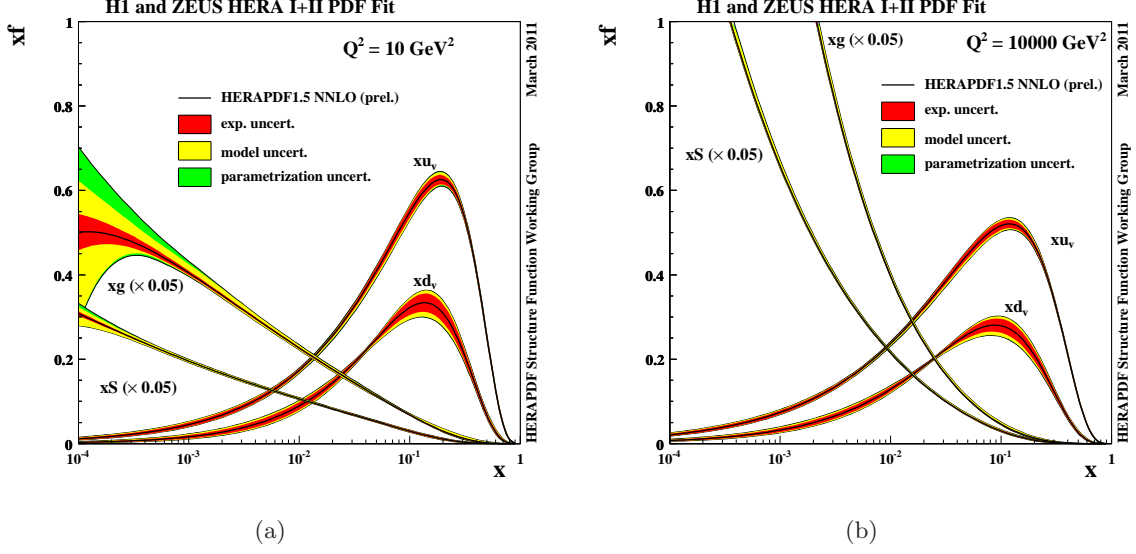 H1 and ZEUS HERA I+II PDF Fit
xf
1
0.8
0.6
0.4
0.2
0
Q² = 10 GeV²
HERAPDF1.5 NNLO (prel.)
exp. uncert.
model uncert.
parametrization uncert.
xuᵥ
xdᵥ
xg (× 0.05)
xS (× 0.05)
10⁻⁴
10⁻³
10⁻²
10⁻¹
1
x
HERAPDF Structure Function Working Group March 2011
(a)
H1 and ZEUS HERA I+II PDF Fit
xf
1
0.8
0.6
0.4
0.2
0
xg (× 0.05)
Q² = 10000 GeV²
HERAPDF1.5 NNLO (prel.)
exp. uncert.
model uncert.
parametrization uncert.
xS (× 0.05)
xuᵥ
xdᵥ
10⁻⁴
10⁻³
10⁻²
10⁻¹
1
x
HERAPDF Structure Function Working Group March 2011
(b)